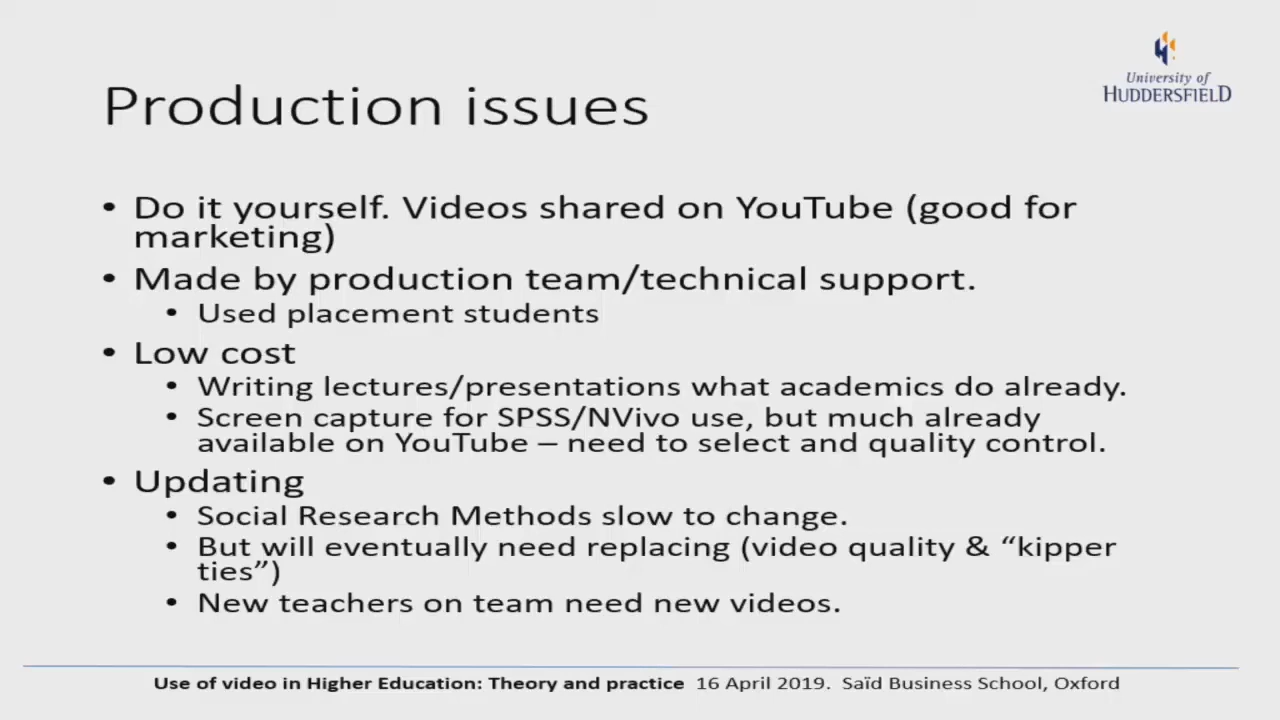 University of
HUDDERSFIELD
Production issues
• Do it yourself. Videos shared on YouTube (good for
marketing)
• Made by production team/technical support.
• Used placement students
• Low cost
• Writing lectures/presentations what academics do already.
• Screen capture for SPSS/NVivo use, but much already
available on YouTube – need to select and quality control.
• Updating
• Social Research Methods slow to change.
• But will eventually need replacing (video quality & “kipper
ties”)
• New teachers on team need new videos.
Use of video in Higher Education: Theory and practice 16 April 2019. Saïd Business School, Oxford